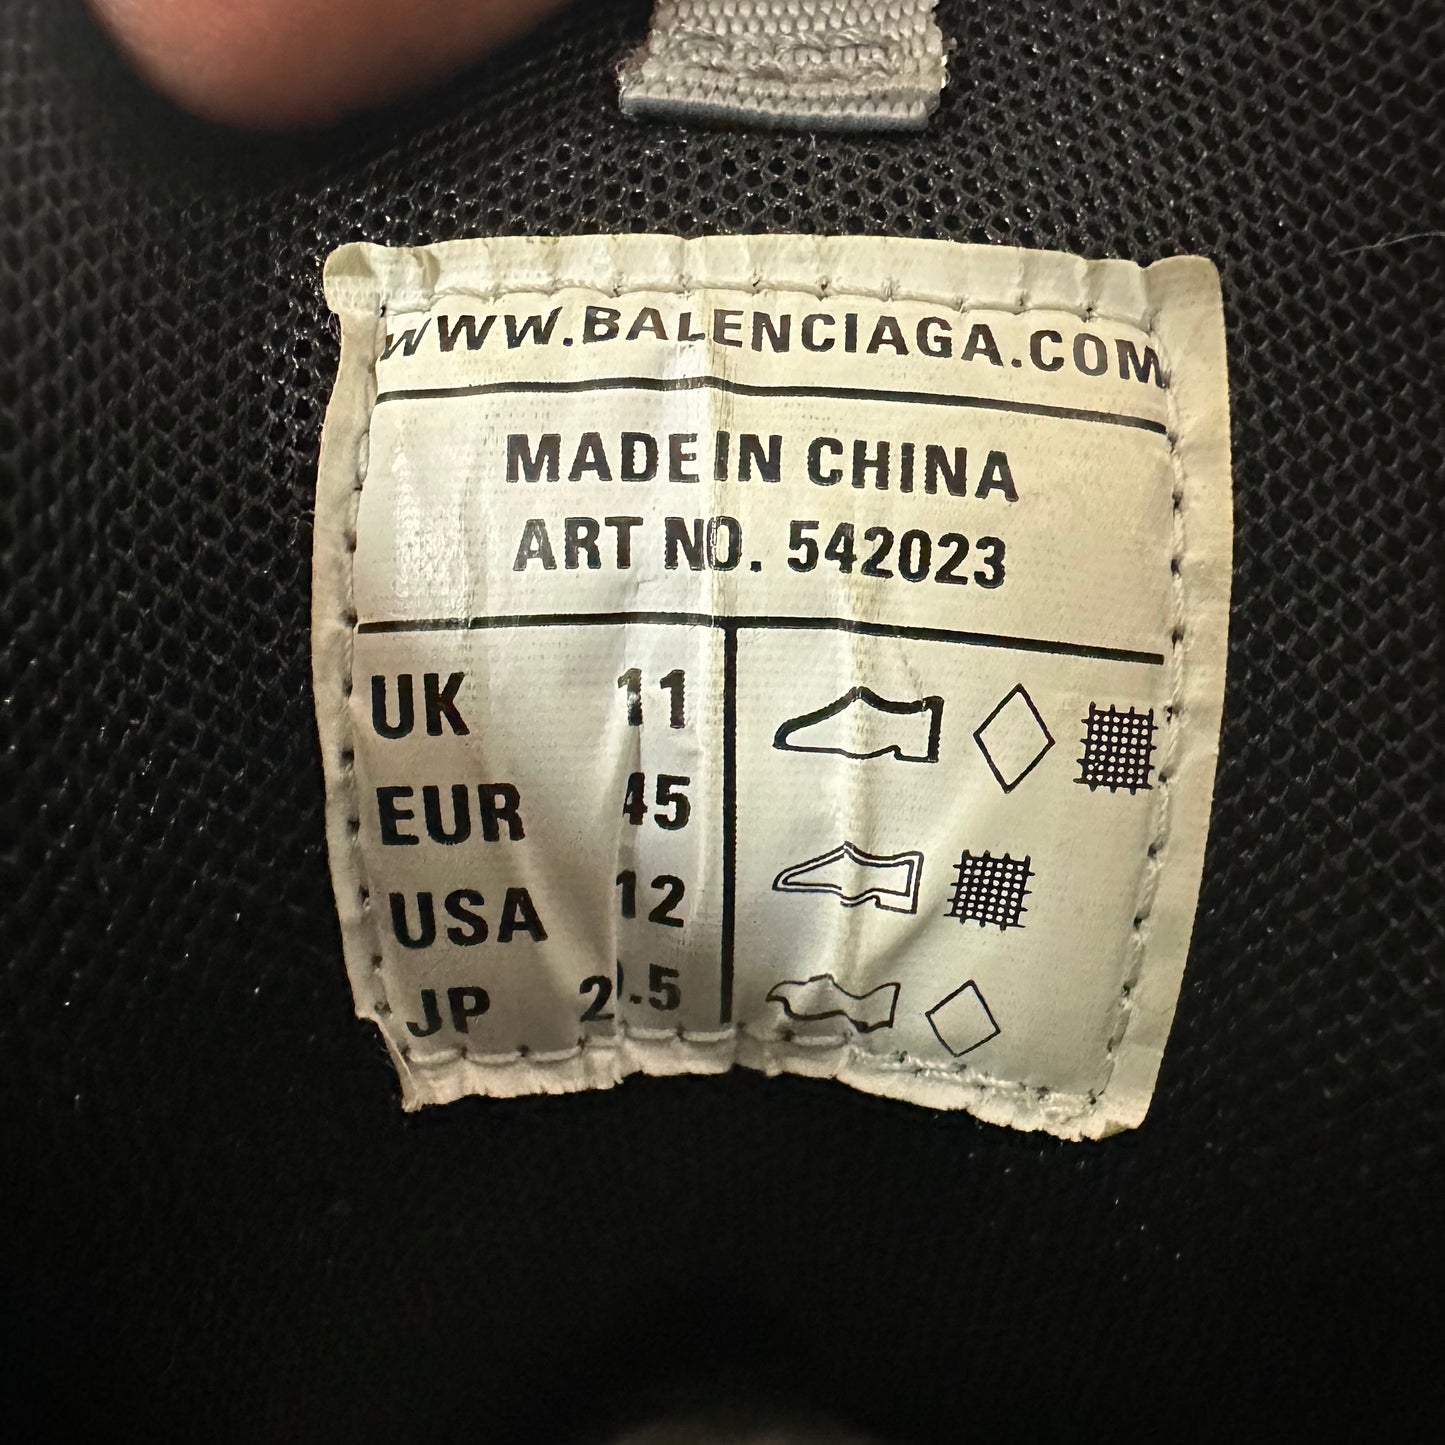 WWW.BALENCIAGA.COM
MADE IN CHINA
ART NO. 542023
UK 11
EUR 45
USA 12
JP